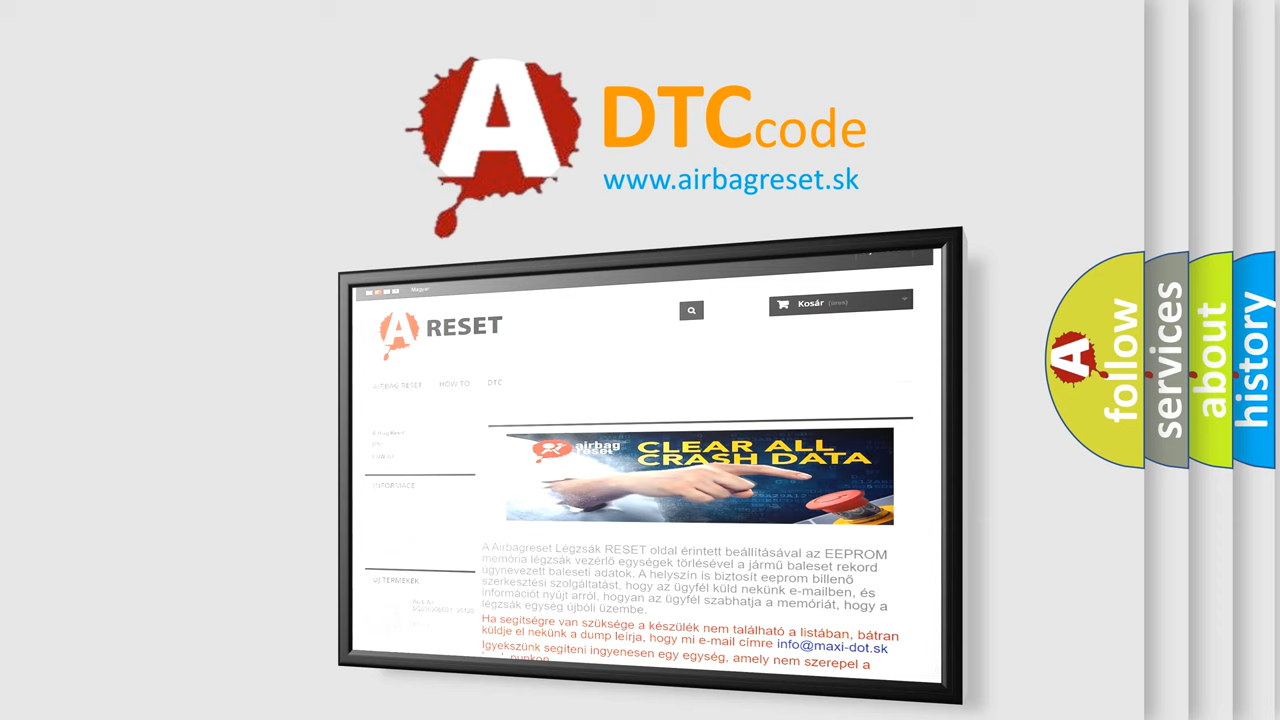 A
DTC code
www.airbagreset.sk
Magyar
A RESET
Kosár (üres)
AIRBAG RESET HOW TO DTC
INFORMACE
ÚJ TERMÉKEK
airbag
reset
CLEAR ALL
CRASH DATA
A Airbagreset Légzsák RESET oldal érintett beállításával az EEPROM
memória légzsák vezérlő egységek törlésével a jármű baleset rekord
úgynevezett baleseti adatok. A helyszín is biztosít eeprom billenő
szerkesztési szolgáltatást, hogy az ügyfél küld nekünk e-mailben, és
információt nyújt arról, hogyan az ügyfél szabhatja a memóriát, hogy a
légzsák egység újbóli üzembe.
Ha segítségre van szüksége a készülék nem található a listában, bátran
küldje el nekünk a dump leírja, hogy mi e-mail címre info@maxi-dot.sk
Igyekszünk segíteni ingyenesen egy egység, amely nem szerepel a
A
follow
services
about
history